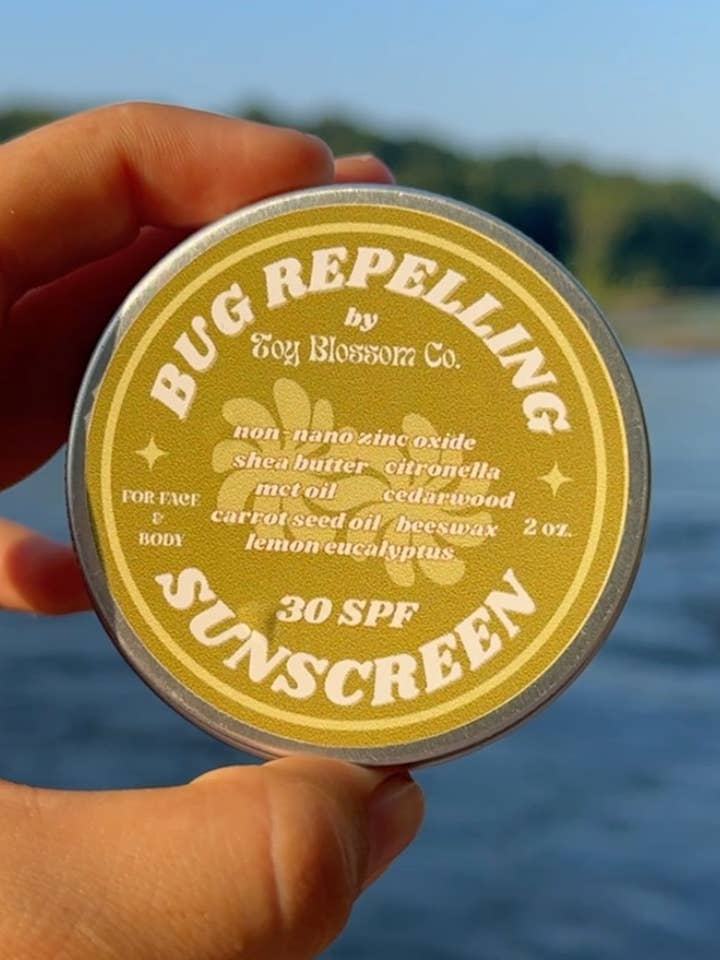 BUG REPELLING
by
Toy Blossom Co.
non-nano zinc oxide
shea butter citronella
mct oil cedarwood
carrot seed oil beeswax
lemon eucalyptus
FOR FACE
&
BODY
2 oz.
30 SPF
SUNSCREEN